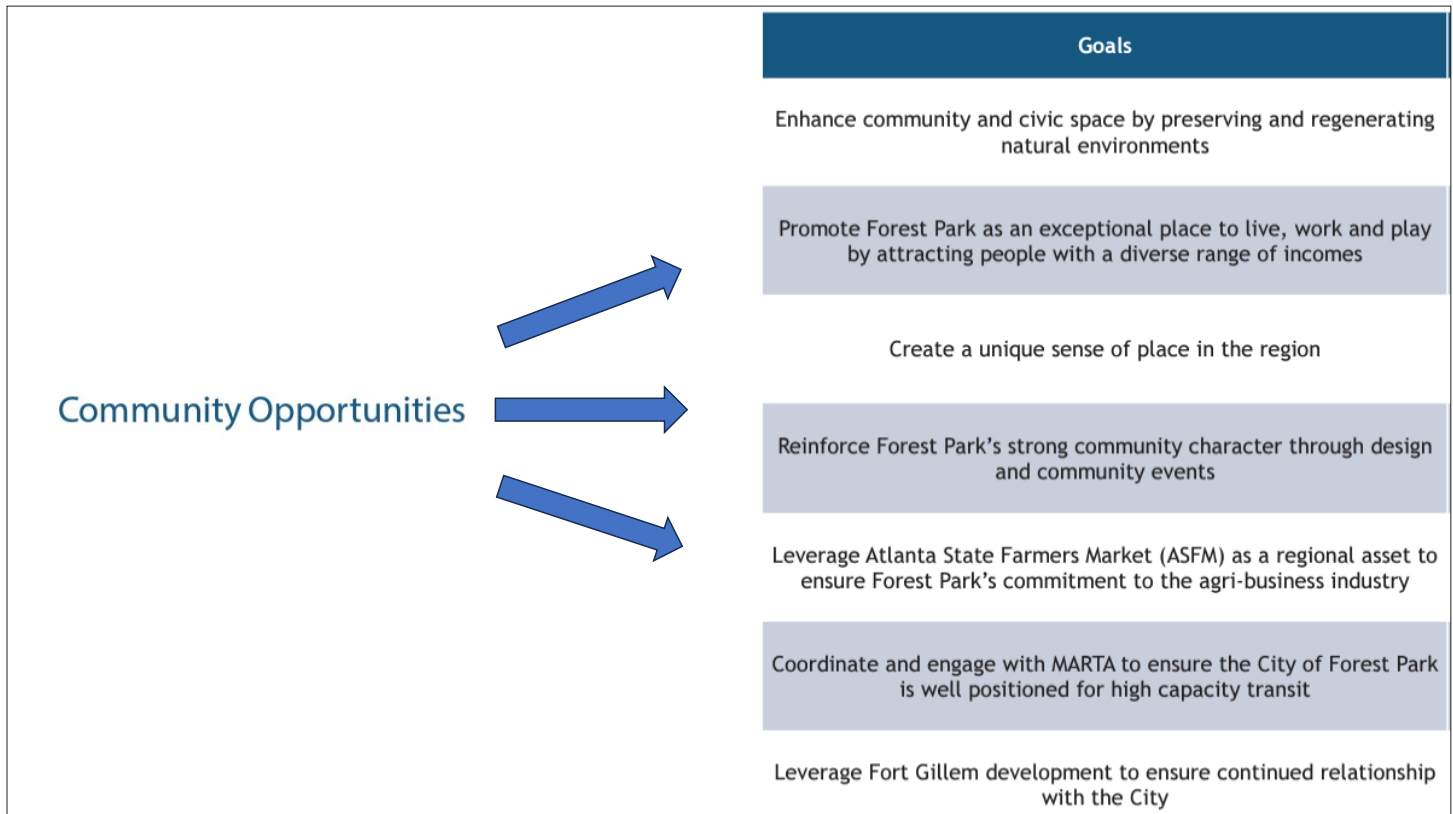 Goals
Enhance community and civic space by preserving and regenerating
natural environments
Promote Forest Park as an exceptional place to live, work and play
by attracting people with a diverse range of incomes
Create a unique sense of place in the region
Community Opportunities
Reinforce Forest Park’s strong community character through design
and community events
Leverage Atlanta State Farmers Market (ASFM) as a regional asset to
ensure Forest Park’s commitment to the agri-business industry
Coordinate and engage with MARTA to ensure the City of Forest Park
is well positioned for high capacity transit
Leverage Fort Gillem development to ensure continued relationship
with the City